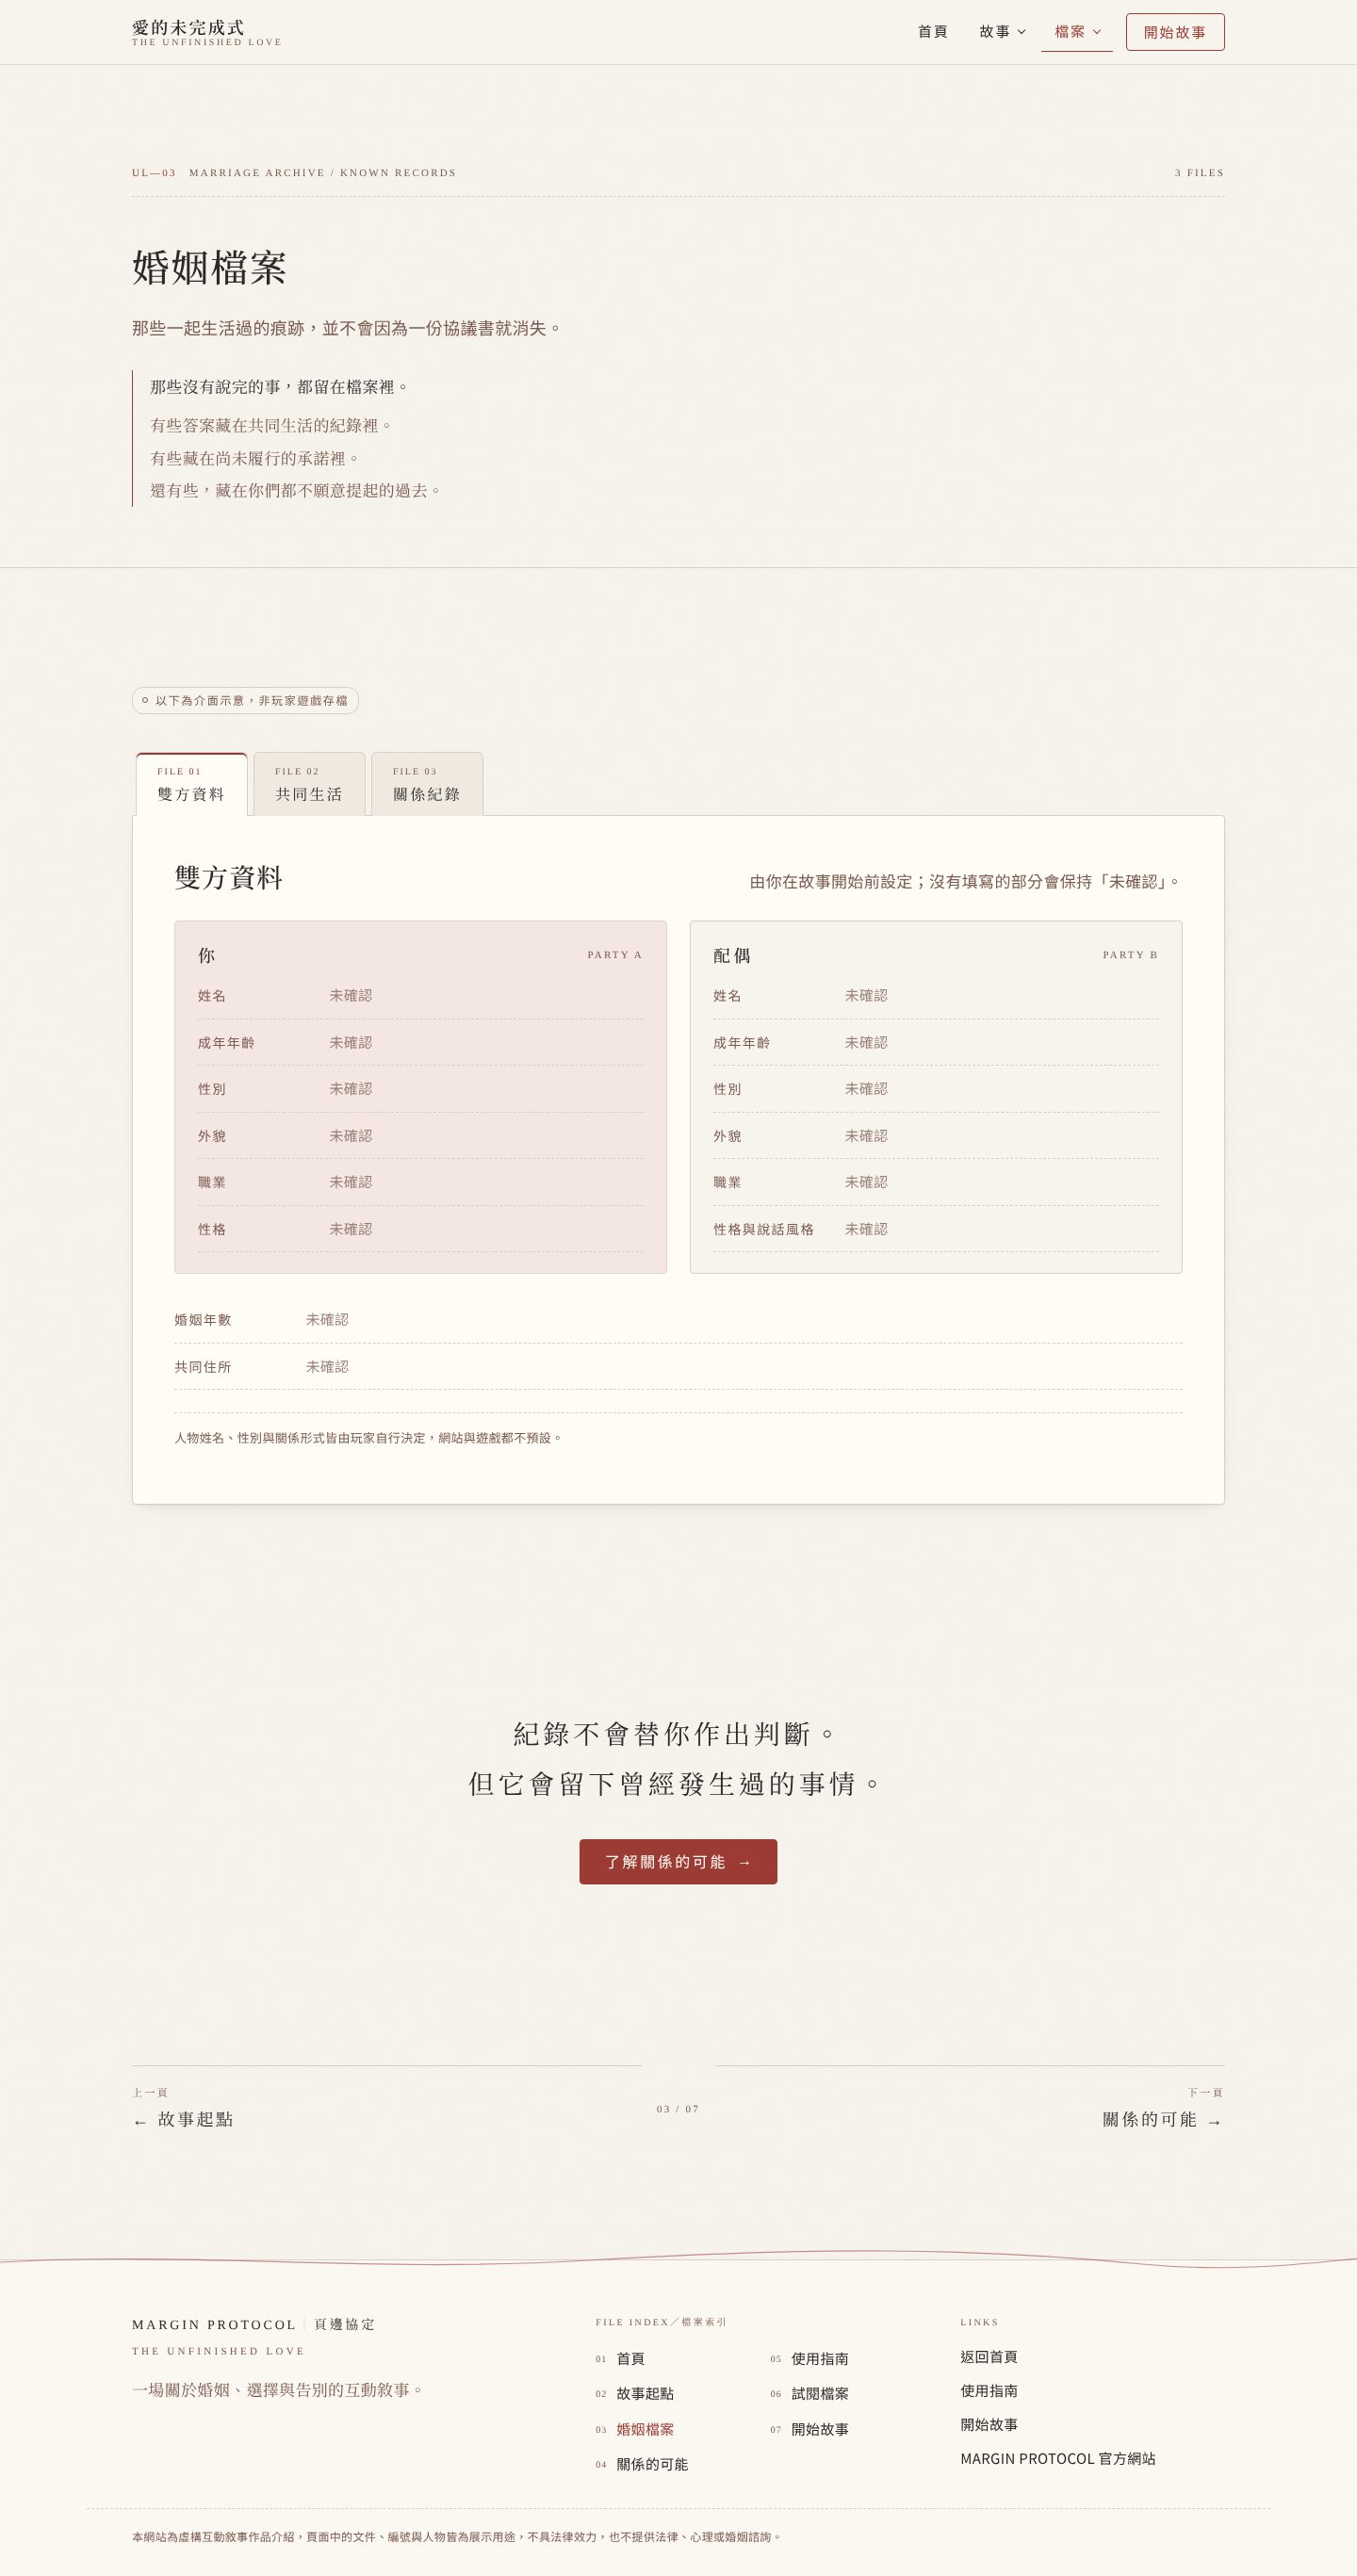 愛的未完成式
THE UNFINISHED LOVE
首頁 故事 檔案 開始故事
UL—03 MARRIAGE ARCHIVE / KNOWN RECORDS 3 FILES
婚姻檔案
那些一起生活過的痕跡，並不會因為一份協議書就消失。
那些沒有說完的事，都留在檔案裡。
有些答案藏在共同生活的紀錄裡。
有些藏在尚未履行的承諾裡。
還有些，藏在你們都不願意提起的過去。
以下為介面示意，非玩家遊戲存檔
FILE 01 FILE 02 FILE 03
雙方資料 共同生活 關係紀錄
雙方資料 由你在故事開始前設定；沒有填寫的部分會保持「未確認」。
你 PARTY A
姓名 未確認
成年年齡 未確認
性別 未確認
外貌 未確認
職業 未確認
性格 未確認
配偶 PARTY B
姓名 未確認
成年年齡 未確認
性別 未確認
外貌 未確認
職業 未確認
性格與說話風格 未確認
婚姻年數 未確認
共同住所 未確認
人物姓名、性別與關係形式皆由玩家自行決定，網站與遊戲都不預設。
紀錄不會替你作出判斷。
但它會留下曾經發生過的事情。
了解關係的可能 →
上一頁
← 故事起點
03 / 07
下一頁
關係的可能 →
MARGIN PROTOCOL | 頁邊協定
THE UNFINISHED LOVE
一場關於婚姻、選擇與告別的互動敘事。
FILE INDEX／檔案索引
01 首頁
02 故事起點
03 婚姻檔案
04 關係的可能
05 使用指南
06 試閱檔案
07 開始故事
LINKS
返回首頁
使用指南
開始故事
MARGIN PROTOCOL 官方網站
本網站為虛構互動敘事作品介紹，頁面中的文件、編號與人物皆為展示用途，不具法律效力，也不提供法律、心理或婚姻諮詢。